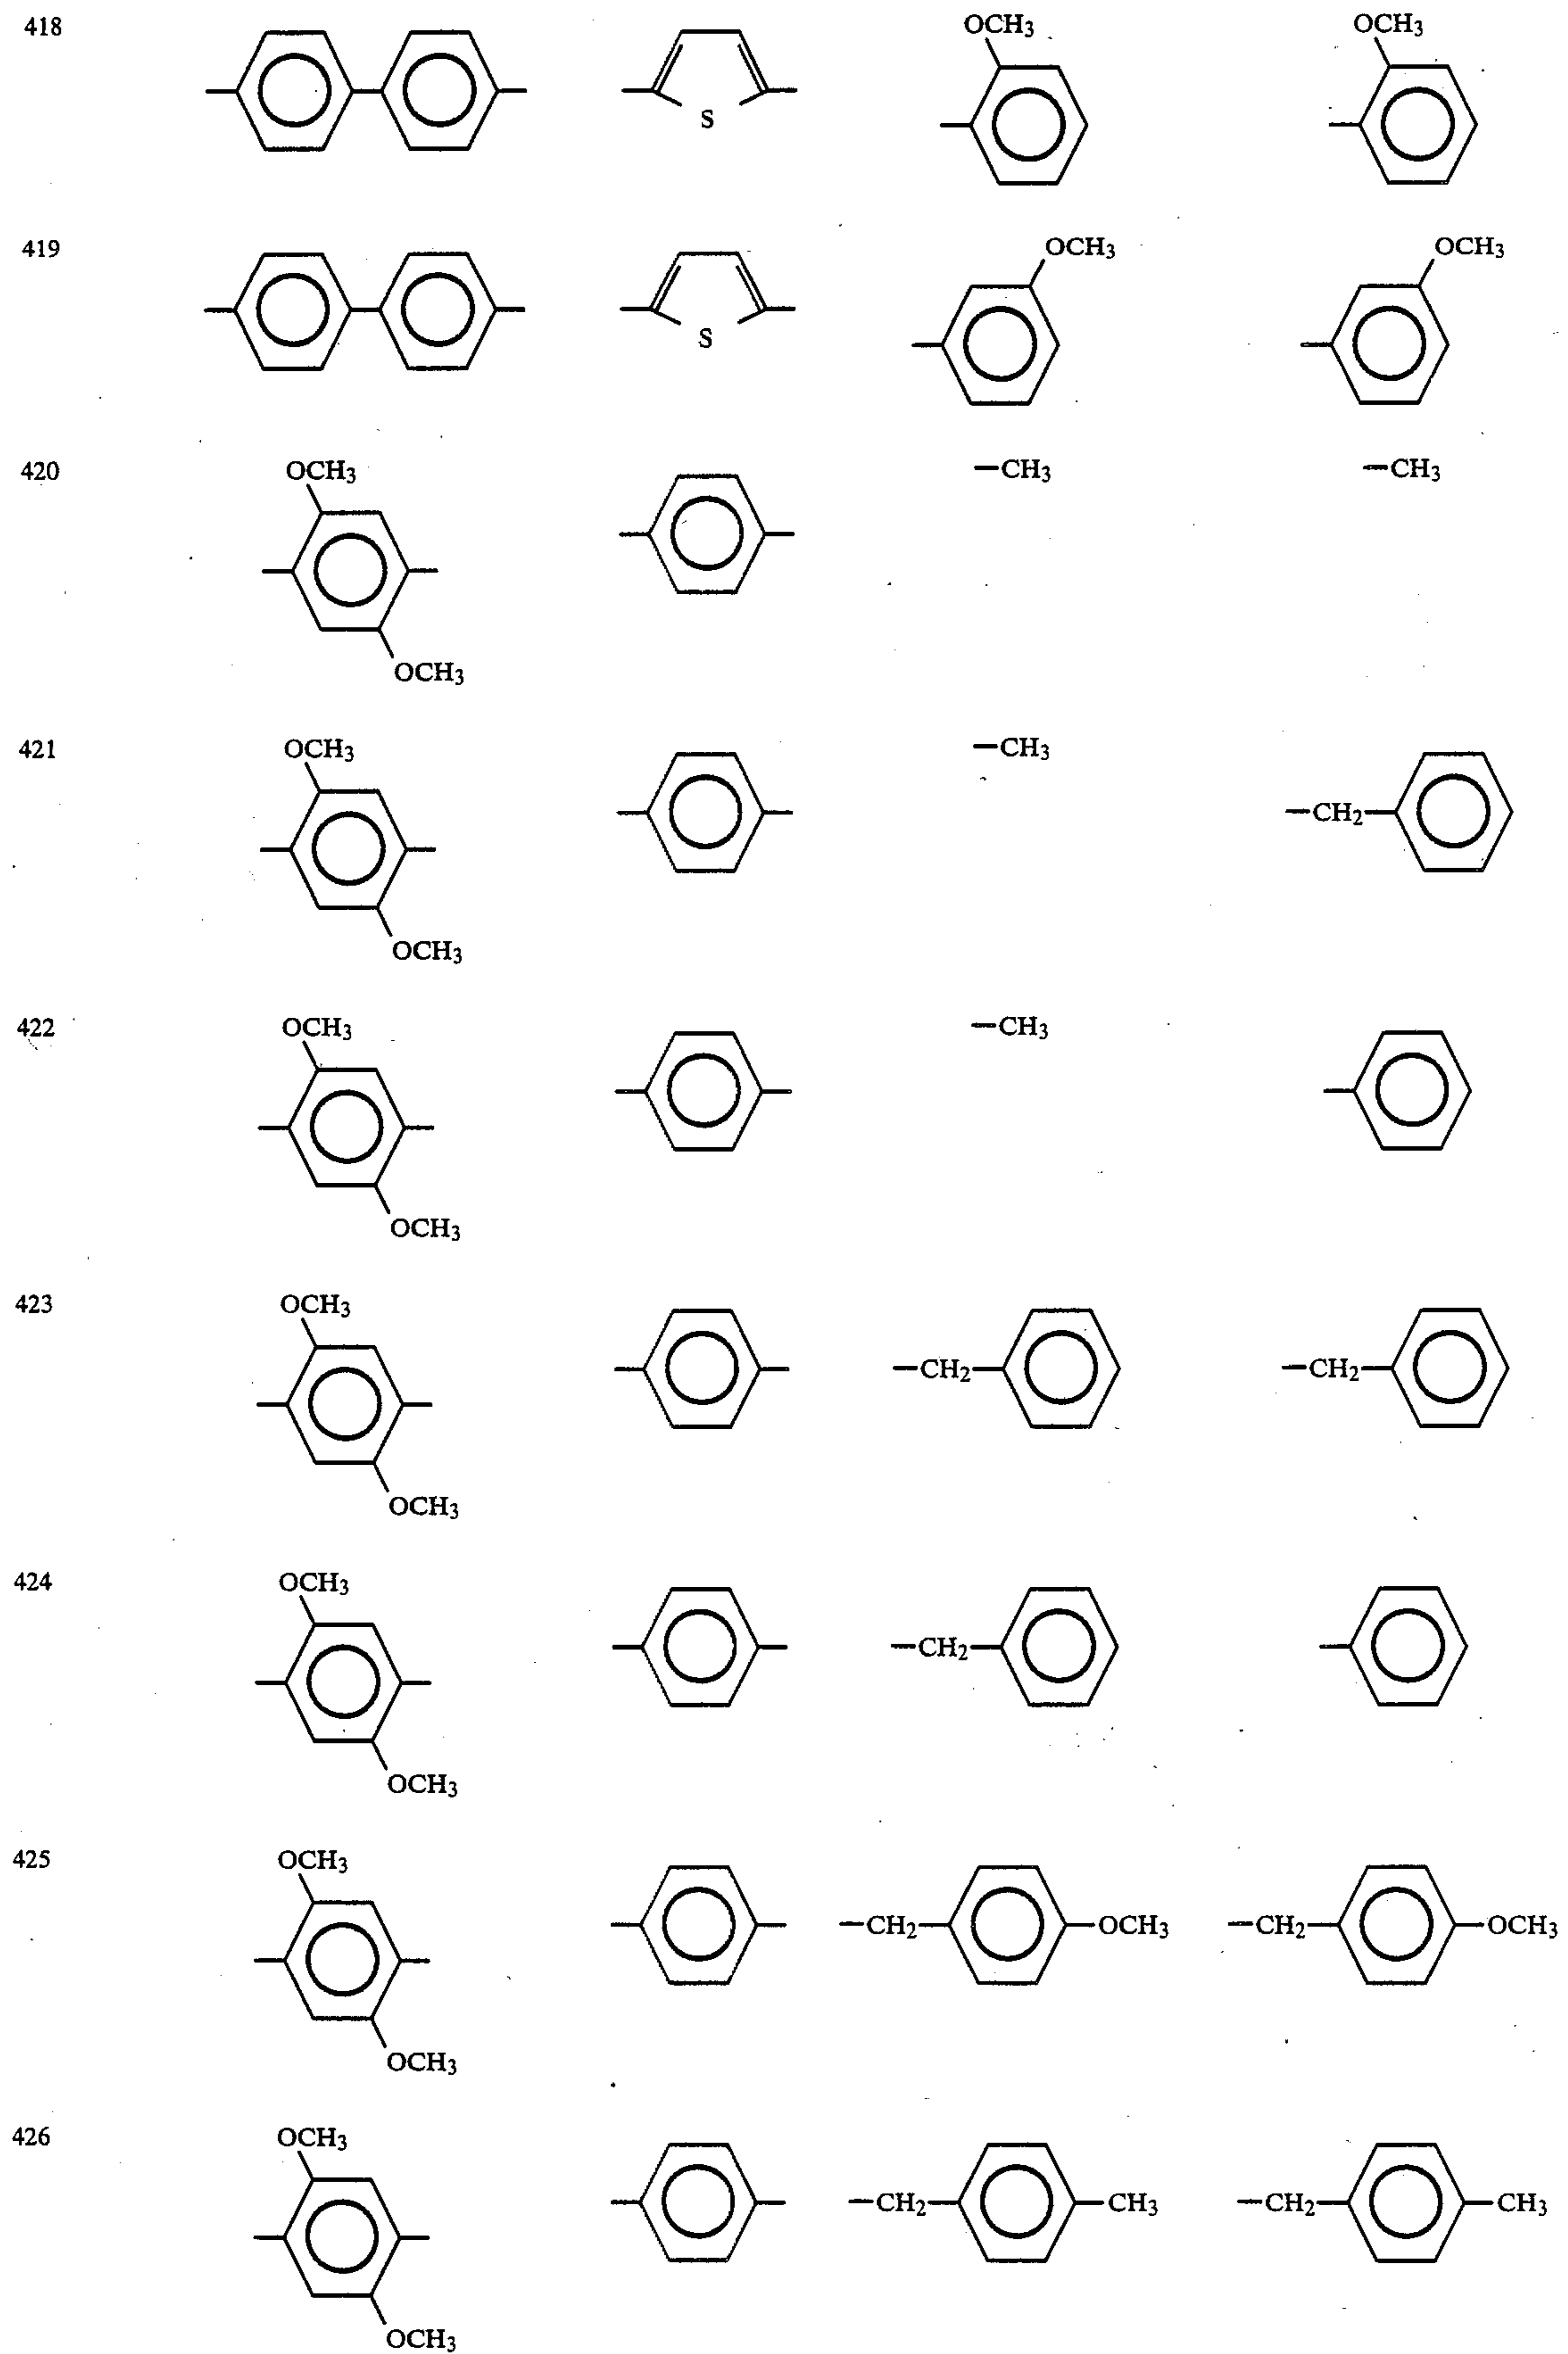 418 OCH3 OCH3
S
419 OCH3 OCH3
S
420 OCH3 —CH3 —CH3
OCH3
421 OCH3 —CH3
—CH2—
OCH3
422 OCH3 —CH3
OCH3
423 OCH3
—CH2— —CH2—
OCH3
424 OCH3
—CH2—
OCH3
425 OCH3
—CH2— —OCH3 —CH2— —OCH3
OCH3
426 OCH3
—CH2— —CH3 —CH2— —CH3
OCH3